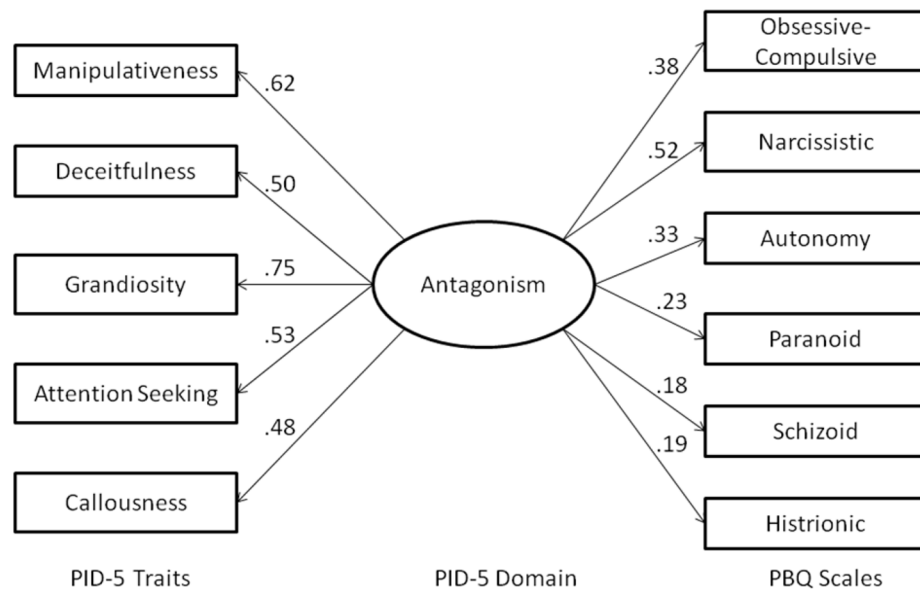 Manipulativeness
Deceitfulness
Grandiosity
Attention Seeking
Callousness
.62
.50
.75
.53
.48
Antagonism
.38
.52
.33
.23
.18
.19
Obsessive-
Compulsive
Narcissistic
Autonomy
Paranoid
Schizoid
Histrionic
PID-5 Traits
PID-5 Domain
PBQ Scales